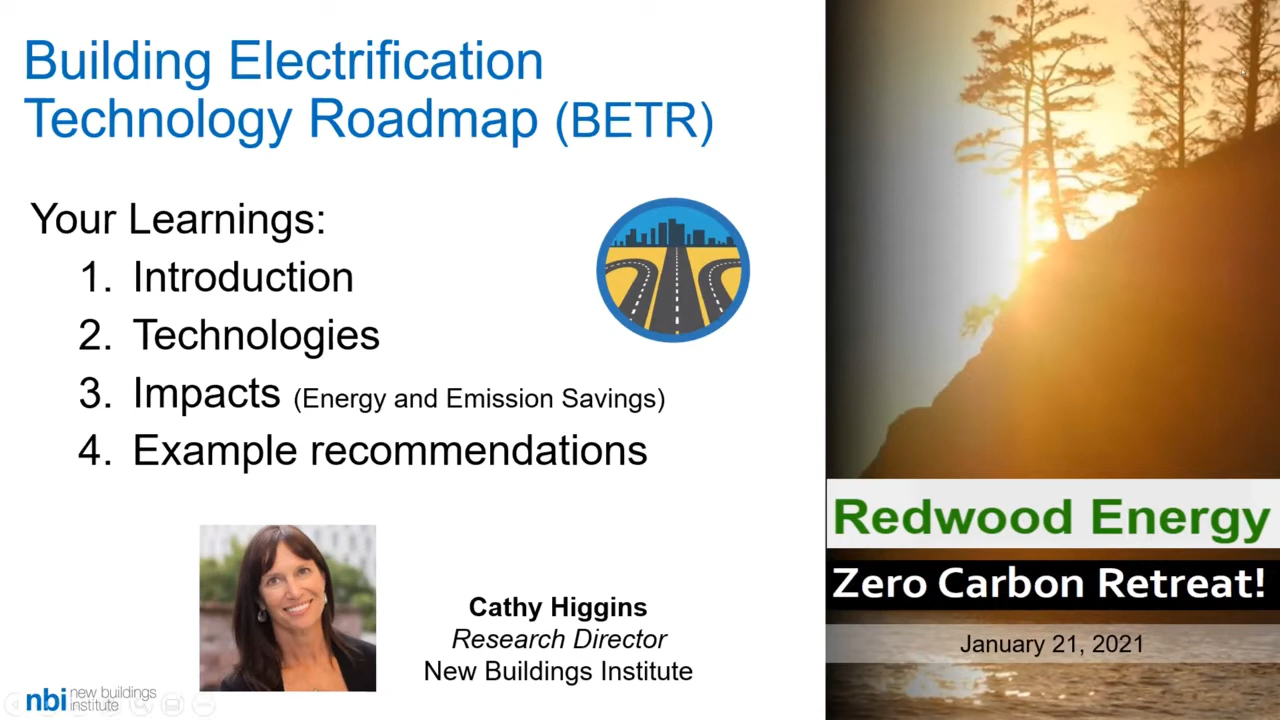 Building Electrification
Technology Roadmap (BETR)
Your Learnings:
1. Introduction
2. Technologies
3. Impacts (Energy and Emission Savings)
4. Example recommendations
Cathy Higgins
Research Director
New Buildings Institute
nbi new buildings
institute
Redwood Energy
Zero Carbon Retreat!
January 21, 2021